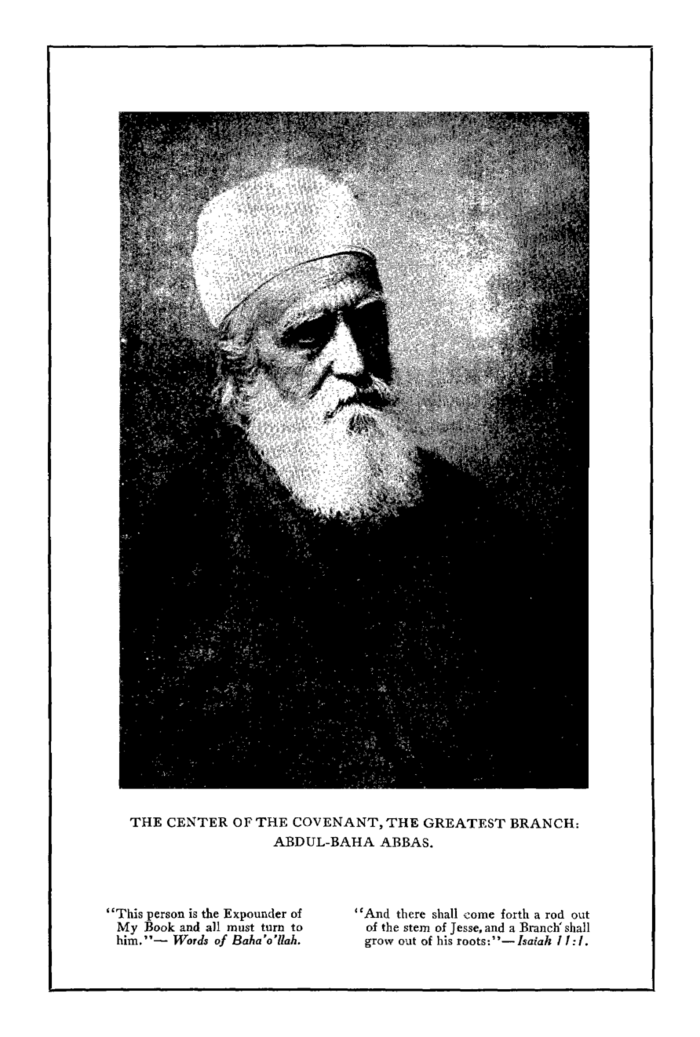 THE CENTER OF THE COVENANT, THE GREATEST BRANCH:
ABDUL-BAHA ABBAS.
"This person is the Expounder of
My Book and all must turn to
him."— Words of Baha'o'llah.
"And there shall come forth a rod out
of the stem of Jesse, and a Branch shall
grow out of his roots:"— Isaiah 11:1.